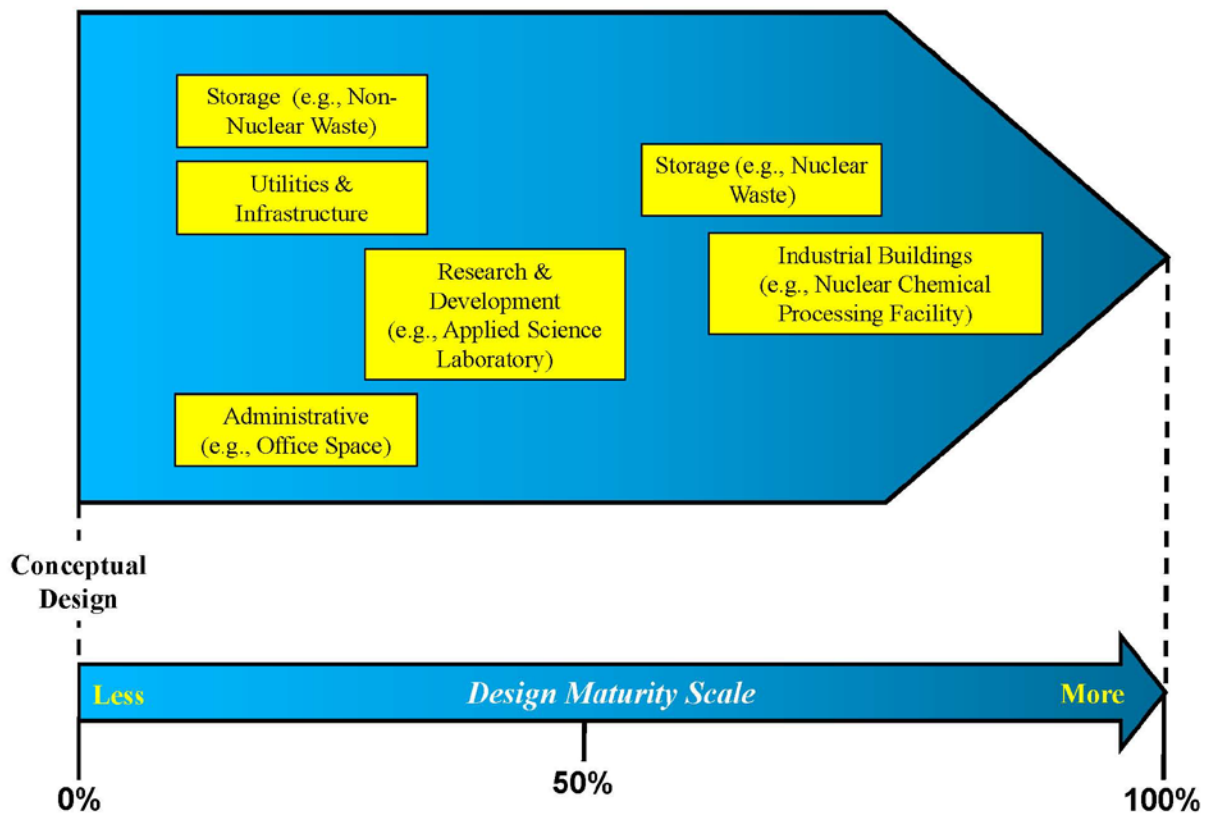 Storage (e.g., Non-
Nuclear Waste)
Utilities &
Infrastructure
Storage (e.g., Nuclear
Waste)
Research &
Development
(e.g., Applied Science
Laboratory)
Industrial Buildings
(e.g., Nuclear Chemical
Processing Facility)
Administrative
(e.g., Office Space)
Conceptual
Design
Less
Design Maturity Scale
More
0%
50%
100%